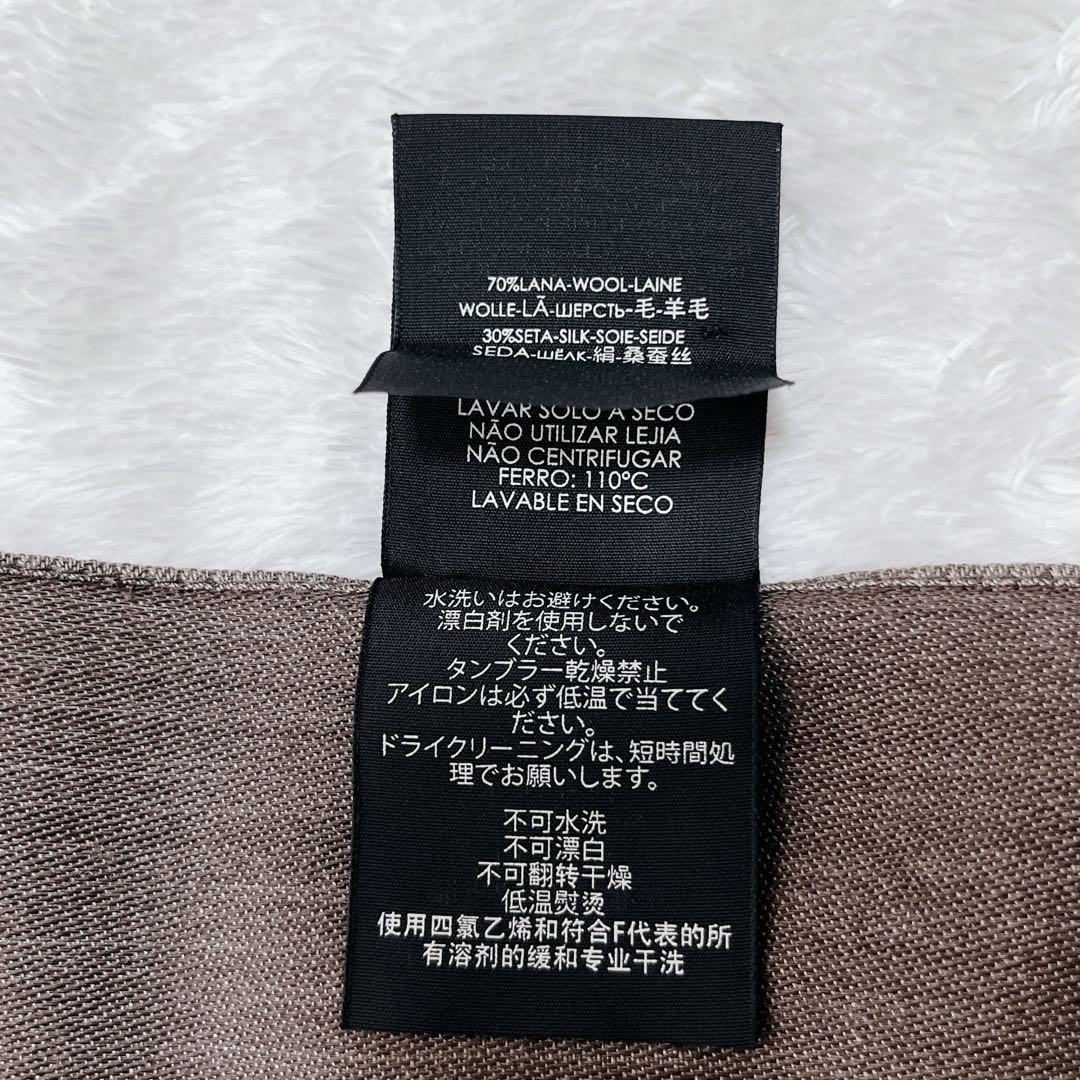 70%LANA-WOOL-LAINE
WOLLE-LÃ-ШЕРСТЬ-毛-羊毛
30%SETA-SILK-SOIE-SEIDE
SEDA-ШЁЛК-絹-桑蚕丝
LAVAR SOLO A SECO
NÃO UTILIZAR LEJIA
NÃO CENTRIFUGAR
FERRO: 110°C
LAVABLE EN SECO
水洗いはお避けください。
漂白剤を使用しないで
ください。
タンブラー乾燥禁止
アイロンは必ず低温で当ててく
ださい。
ドライクリーニングは、短時間処
理でお願いします。
不可水洗
不可漂白
不可翻转干燥
低温熨烫
使用四氯乙烯和符合F代表的所
有溶剂的缓和专业干洗